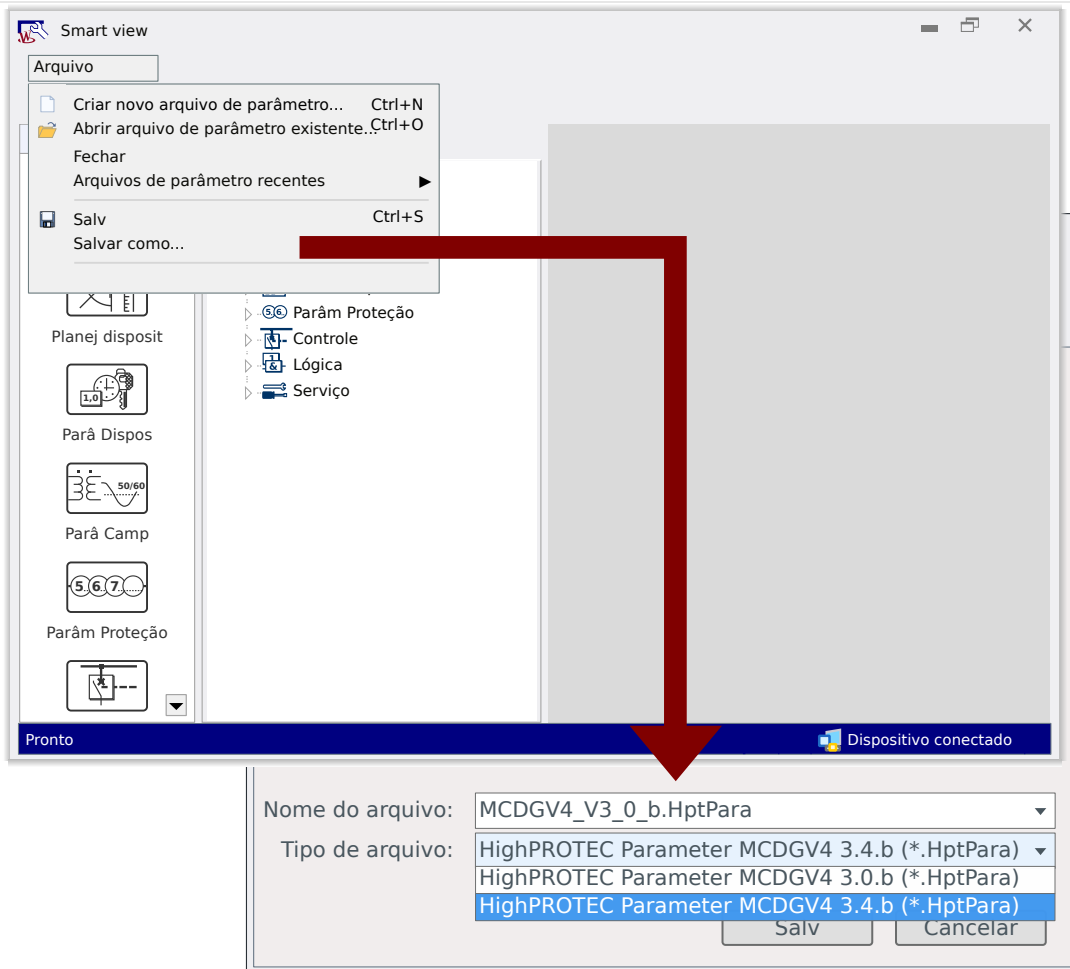 Smart view
Arquivo
Criar novo arquivo de parâmetro... Ctrl+N
Abrir arquivo de parâmetro existente... Ctrl+O
Fechar
Arquivos de parâmetro recentes
Salv Ctrl+S
Salvar como...
Planej disposit
1,0
Parâ Dispos
50/60
Parâ Camp
5. 6. 7.
Parâm Proteção
5. 6. Parâm Proteção
Controle
1 & Lógica
Serviço
Pronto
Dispositivo conectado
Nome do arquivo: MCDGV4_V3_0_b.HptPara
Tipo de arquivo: HighPROTEC Parameter MCDGV4 3.4.b (*.HptPara)
HighPROTEC Parameter MCDGV4 3.0.b (*.HptPara)
HighPROTEC Parameter MCDGV4 3.4.b (*.HptPara)
Salv Cancelar